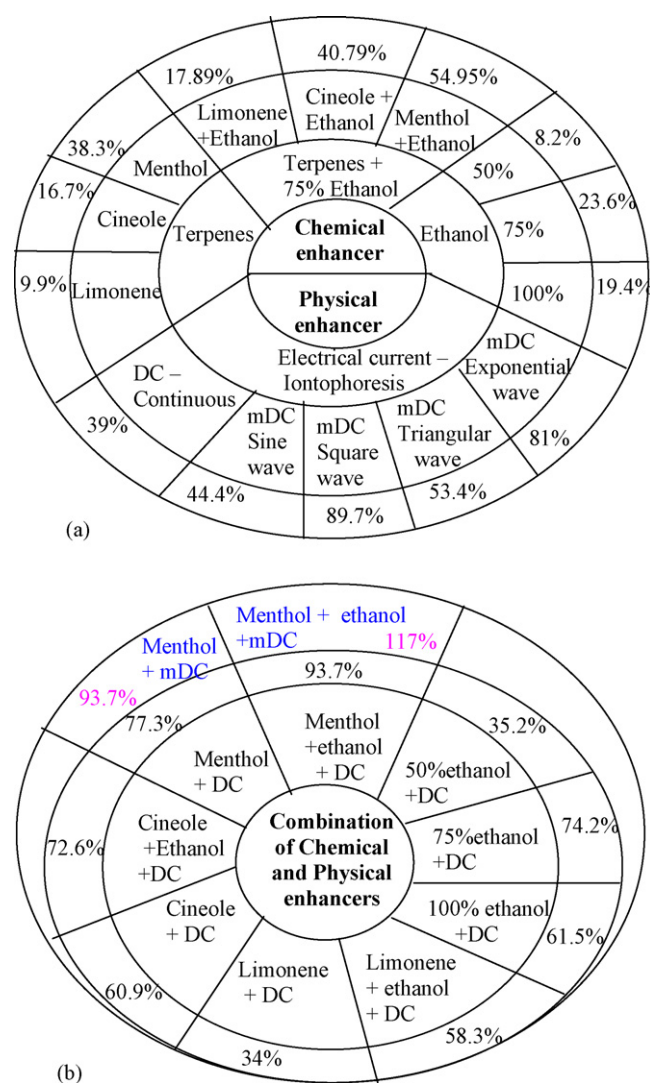 40.79%
17.89%
54.95%
Cineole +
Ethanol
Limonene
+Ethanol
Menthol+Ethanol
8.2%
38.3%
Menthol
Terpenes +
75% Ethanol
50%
16.7%
23.6%
Cineole
Terpenes
Chemical
enhancer
Ethanol
75%
9.9%
Limonene
100%
19.4%
Physical
enhancer
mDC
Exponential
wave
Electrical current –
Iontophoresis
DC –
Continuous
mDC
Sine
wave
mDC
Square
wave
mDC
Triangular
wave
39%
81%
44.4%
53.4%
89.7%
(a)
Menthol + ethanol
+mDC
117%
Menthol
+ mDC
93.7%
93.7%
77.3%
35.2%
Menthol
+ethanol
+ DC
Menthol
+ DC
50%ethanol
+DC
74.2%
72.6%
Cineole
+Ethanol
+DC
Combination
of Chemical
and Physical
enhancers
75%ethanol
+DC
Cineole
+ DC
100% ethanol
+DC
61.5%
Limonene
+ DC
Limonene
+ ethanol
+ DC
60.9%
58.3%
34%
(b)